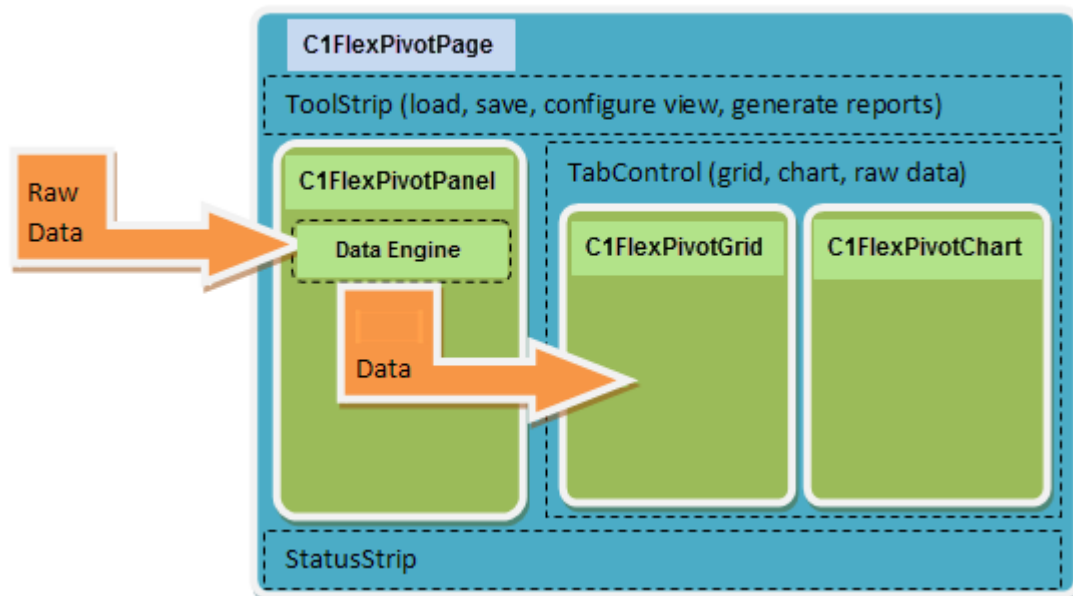 C1FlexPivotPage
ToolStrip (load, save, configure view, generate reports)
Raw
Data
C1FlexPivotPanel
Data Engine
Data
TabControl (grid, chart, raw data)
C1FlexPivotGrid
C1FlexPivotChart
StatusStrip